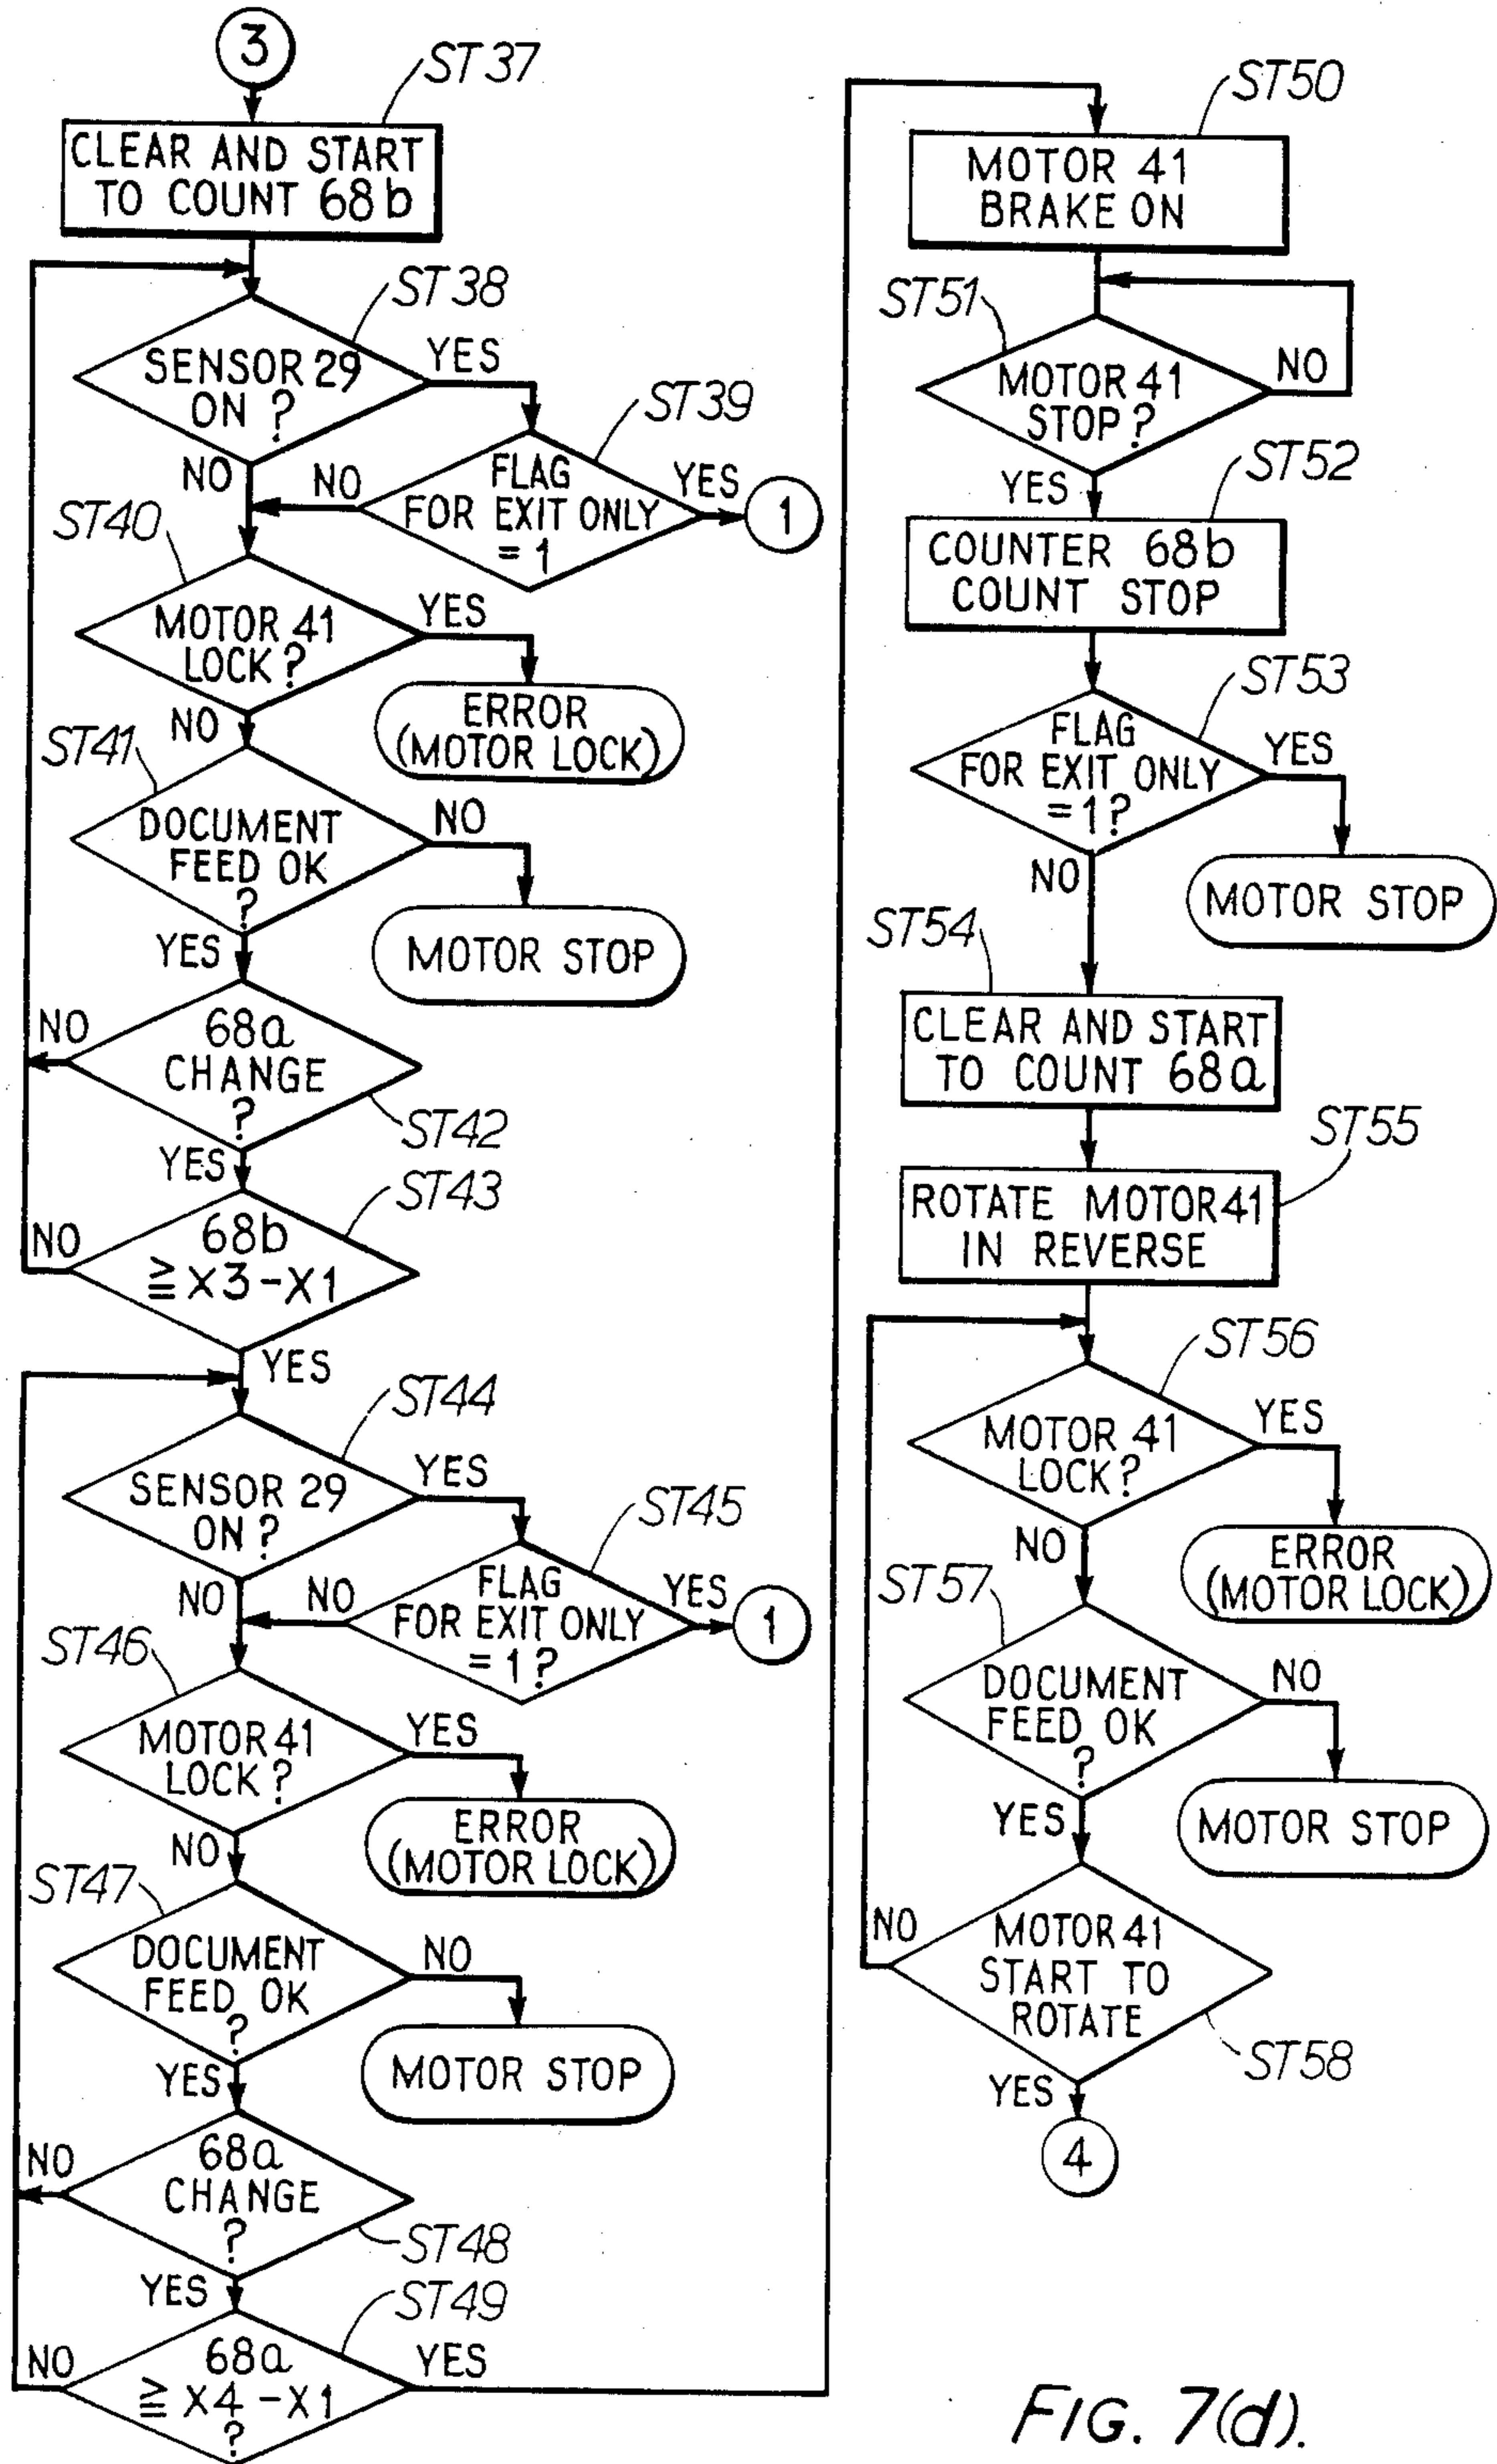 3
ST37
CLEAR AND START
TO COUNT 68b
ST38
SENSOR 29
ON ?
YES
NO
ST39
FLAG
FOR EXIT ONLY
= 1
NO
YES
1
ST40
MOTOR 41
LOCK?
YES
ERROR
(MOTOR LOCK)
NO
ST41
DOCUMENT
FEED OK
?
NO
MOTOR STOP
YES
68a
CHANGE
?
NO
ST42
YES
ST43
68b
≧ X3-X1
NO
YES
ST44
SENSOR 29
ON ?
YES
NO
ST45
FLAG
FOR EXIT ONLY
= 1 ?
NO
YES
1
ST46
MOTOR 41
LOCK?
YES
ERROR
(MOTOR LOCK)
NO
ST47
DOCUMENT
FEED OK
?
NO
MOTOR STOP
YES
68a
CHANGE
?
NO
ST48
YES
ST49
68a
≧ X4-X1
?
NO
YES
ST50
MOTOR 41
BRAKE ON
ST51
MOTOR 41
STOP?
NO
YES
ST52
COUNTER 68b
COUNT STOP
ST53
FLAG
FOR EXIT ONLY
= 1 ?
YES
MOTOR STOP
NO
ST54
CLEAR AND START
TO COUNT 68a
ST55
ROTATE MOTOR 41
IN REVERSE
ST56
MOTOR 41
LOCK?
YES
ERROR
(MOTOR LOCK)
NO
ST57
DOCUMENT
FEED OK
?
NO
MOTOR STOP
YES
MOTOR 41
START TO
ROTATE
NO
ST58
YES
4
FIG. 7(d).